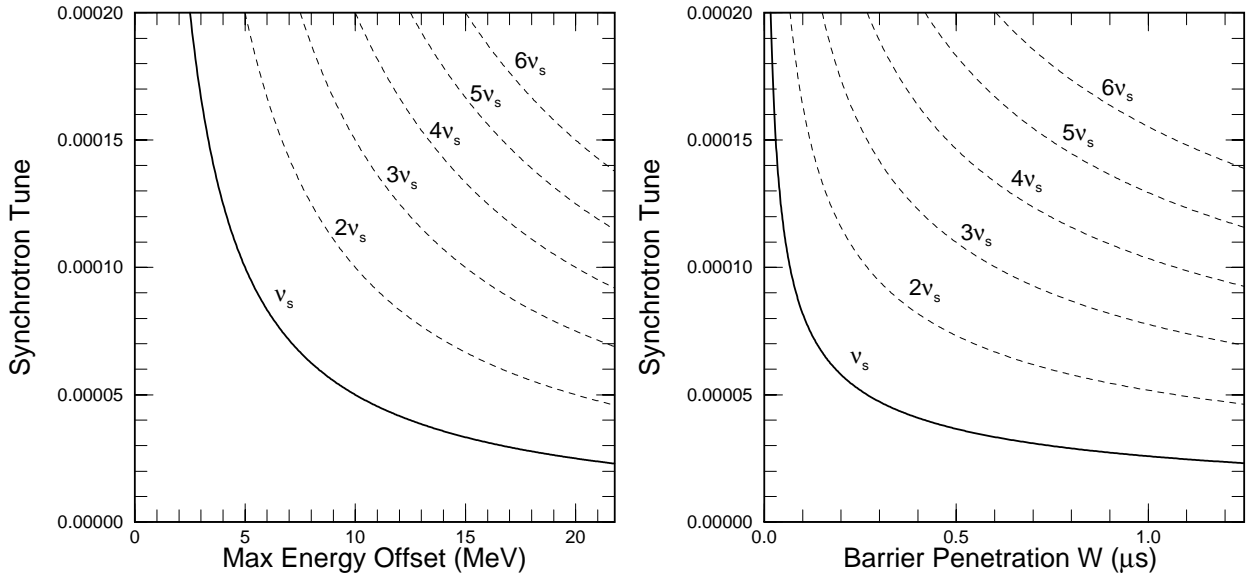 0.00020
0.00015
0.00010
0.00005
0.00000
Synchrotron Tune
0
5
10
15
20
Max Energy Offset (MeV)
νs
2νs
3νs
4νs
5νs
6νs
0.00020
0.00015
0.00010
0.00005
0.00000
Synchrotron Tune
0.0
0.5
1.0
Barrier Penetration W (μs)
νs
2νs
3νs
4νs
5νs
6νs